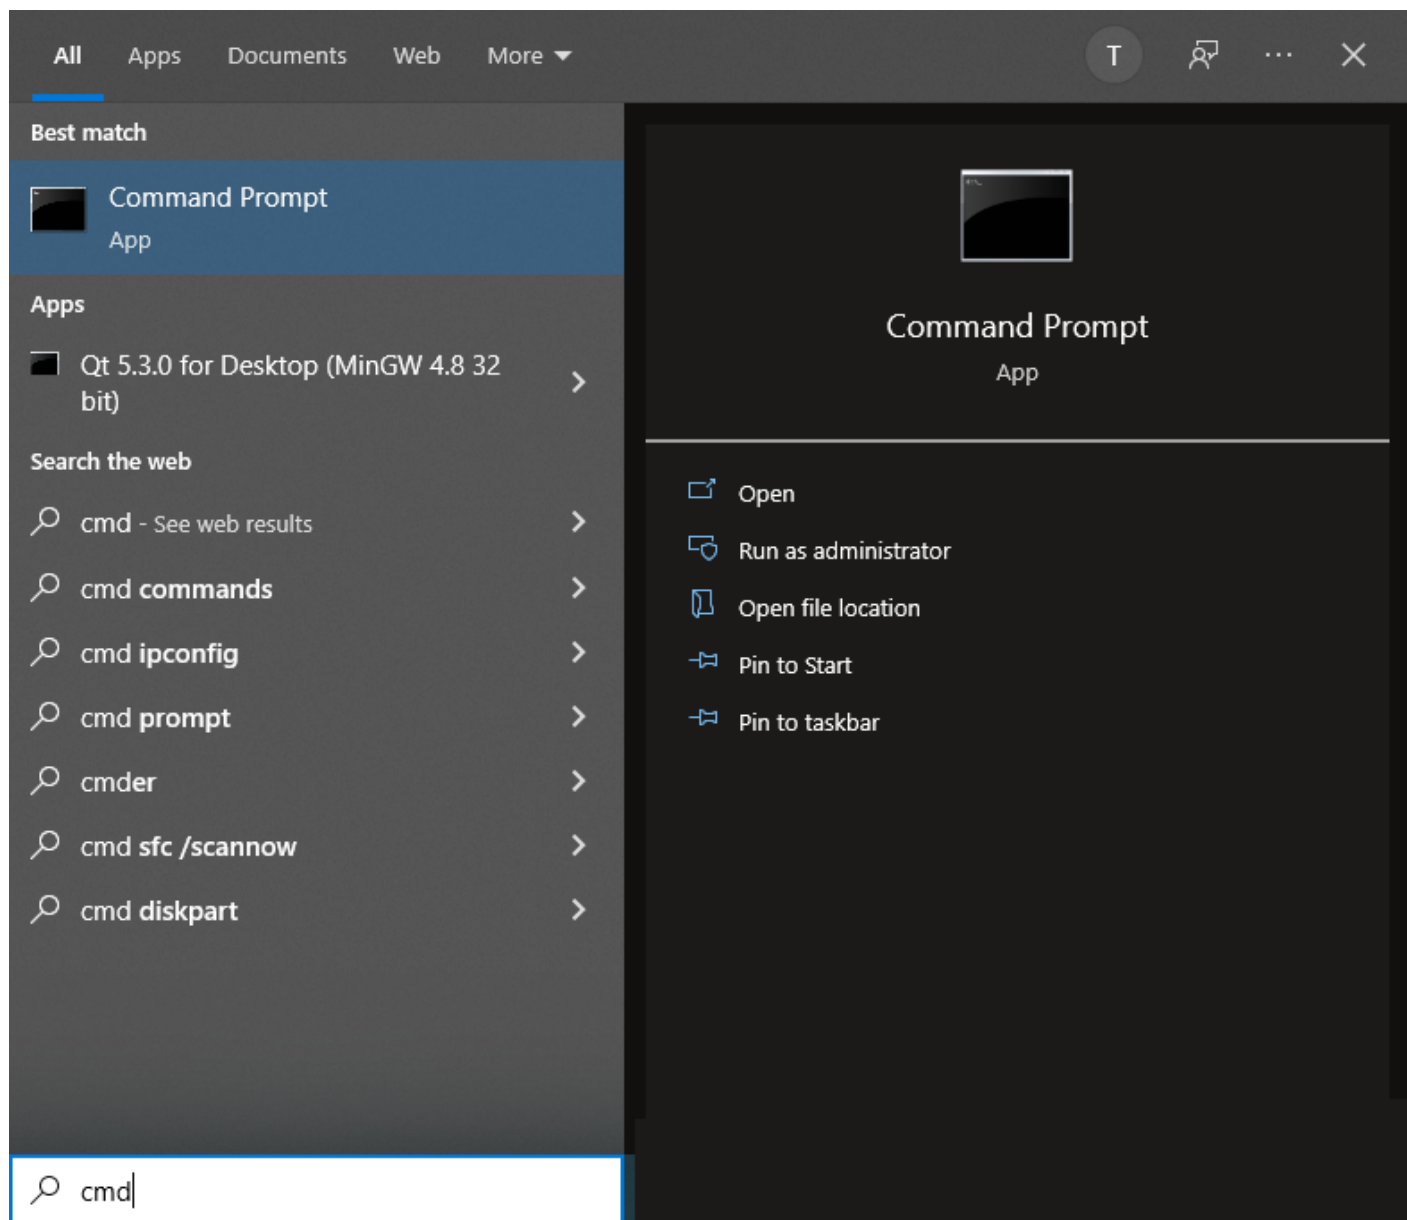 All Apps Documents Web More T
Best match
Command Prompt
App
Apps
Qt 5.3.0 for Desktop (MinGW 4.8 32
bit)
Search the web
cmd - See web results
cmd commands
cmd ipconfig
cmd prompt
cmder
cmd sfc /scannow
cmd diskpart
cmd
Command Prompt
App
Open
Run as administrator
Open file location
Pin to Start
Pin to taskbar